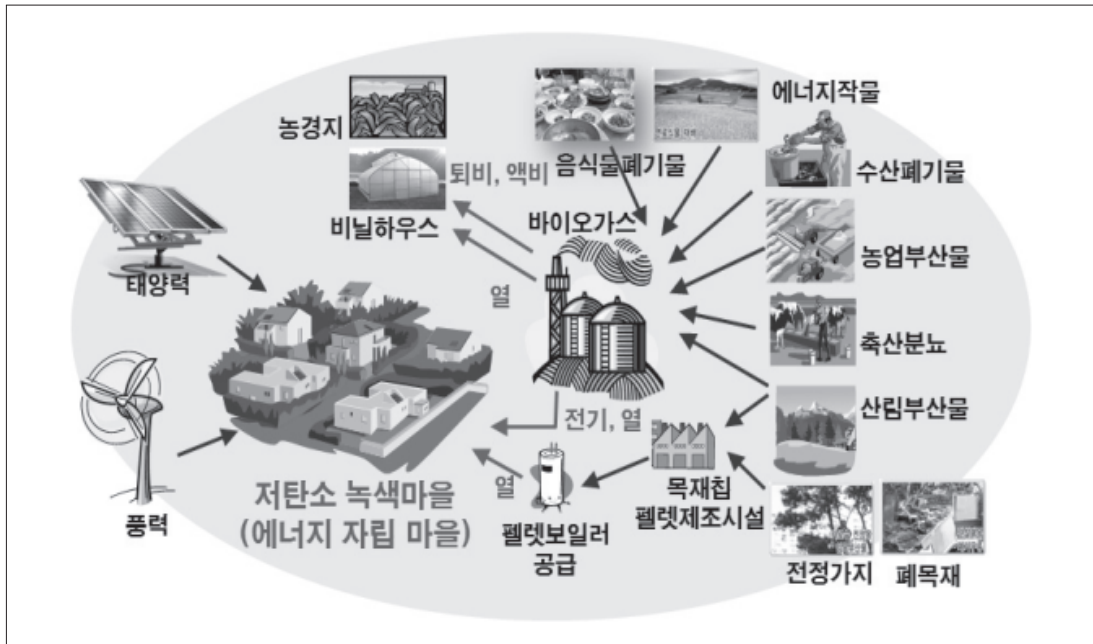 농경지
비닐하우스
퇴비, 액비
음식물폐기물
에너지작물
수산폐기물
바이오가스
농업부산물
태양력
열
축산분뇨
산림부산물
전기, 열
열
목재칩
펠렛제조시설
저탄소 녹색마을
(에너지 자립 마을)
풍력
펠렛보일러
공급
전정가지
폐목재